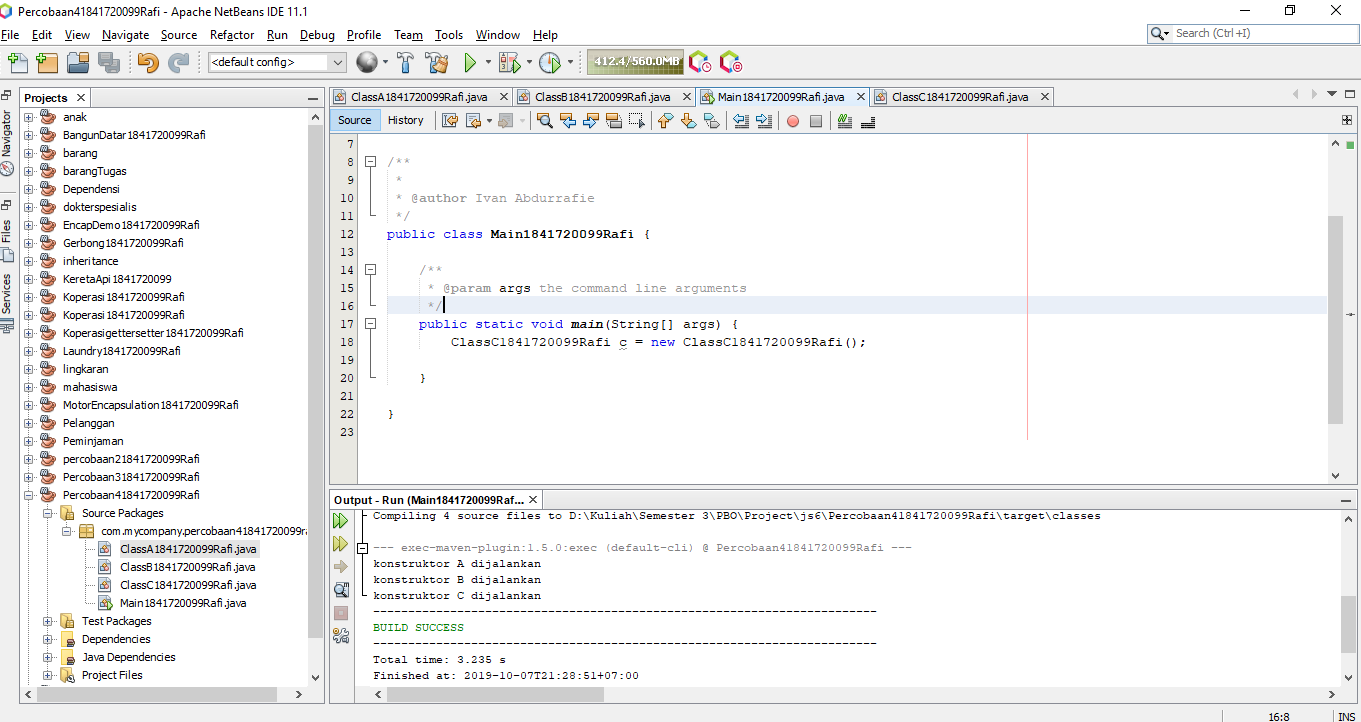 Percobaan41841720099Rafi - Apache NetBeans IDE 11.1
File Edit View Navigate Source Refactor Run Debug Profile Team Tools Window Help
Search (Ctrl+I)
<default config>
412.4/560.0MB
Navigator
Files
Services
Projects
anak
BangunDatar1841720099Rafi
barang
barangTugas
Dependensi
dokterspesialis
EncapDemo1841720099Rafi
Gerbong1841720099Rafi
inheritance
KeretaApi1841720099
Koperasi1841720099Rafi
Koperasi1841720099Rafi
Koperasigettersetter1841720099Rafi
Laundry1841720099Rafi
lingkaran
mahasiswa
MotorEncapsulation1841720099Rafi
Pelanggan
Peminjaman
percobaan21841720099Rafi
Percobaan31841720099Rafi
Percobaan41841720099Rafi
Source Packages
com.mycompany.percobaan41841720099ra
ClassA1841720099Rafi.java
ClassB1841720099Rafi.java
ClassC1841720099Rafi.java
Main1841720099Rafi.java
Test Packages
Dependencies
Java Dependencies
Project Files
ClassA1841720099Rafi.java ClassB1841720099Rafi.java Main1841720099Rafi.java ClassC1841720099Rafi.java
Source History
7
8 /**
9 *
10 * @author Ivan Abdurrafie
11 */
12 public class Main1841720099Rafi {
13
14 /**
15 * @param args the command line arguments
16 */
17 public static void main(String[] args) {
18 ClassC1841720099Rafi c = new ClassC1841720099Rafi();
19
20 }
21
22 }
23
Output - Run (Main1841720099Raf...
Compiling 4 source files to D:\Kuliah\Semester 3\PBO\Project\js6\Percobaan41841720099Rafi\target\classes
--- exec-maven-plugin:1.5.0:exec (default-cli) @ Percobaan41841720099Rafi ---
konstruktor A dijalankan
konstruktor B dijalankan
konstruktor C dijalankan
------------------------------------------------------------------------
BUILD SUCCESS
------------------------------------------------------------------------
Total time: 3.235 s
Finished at: 2019-10-07T21:28:51+07:00
16:8 INS